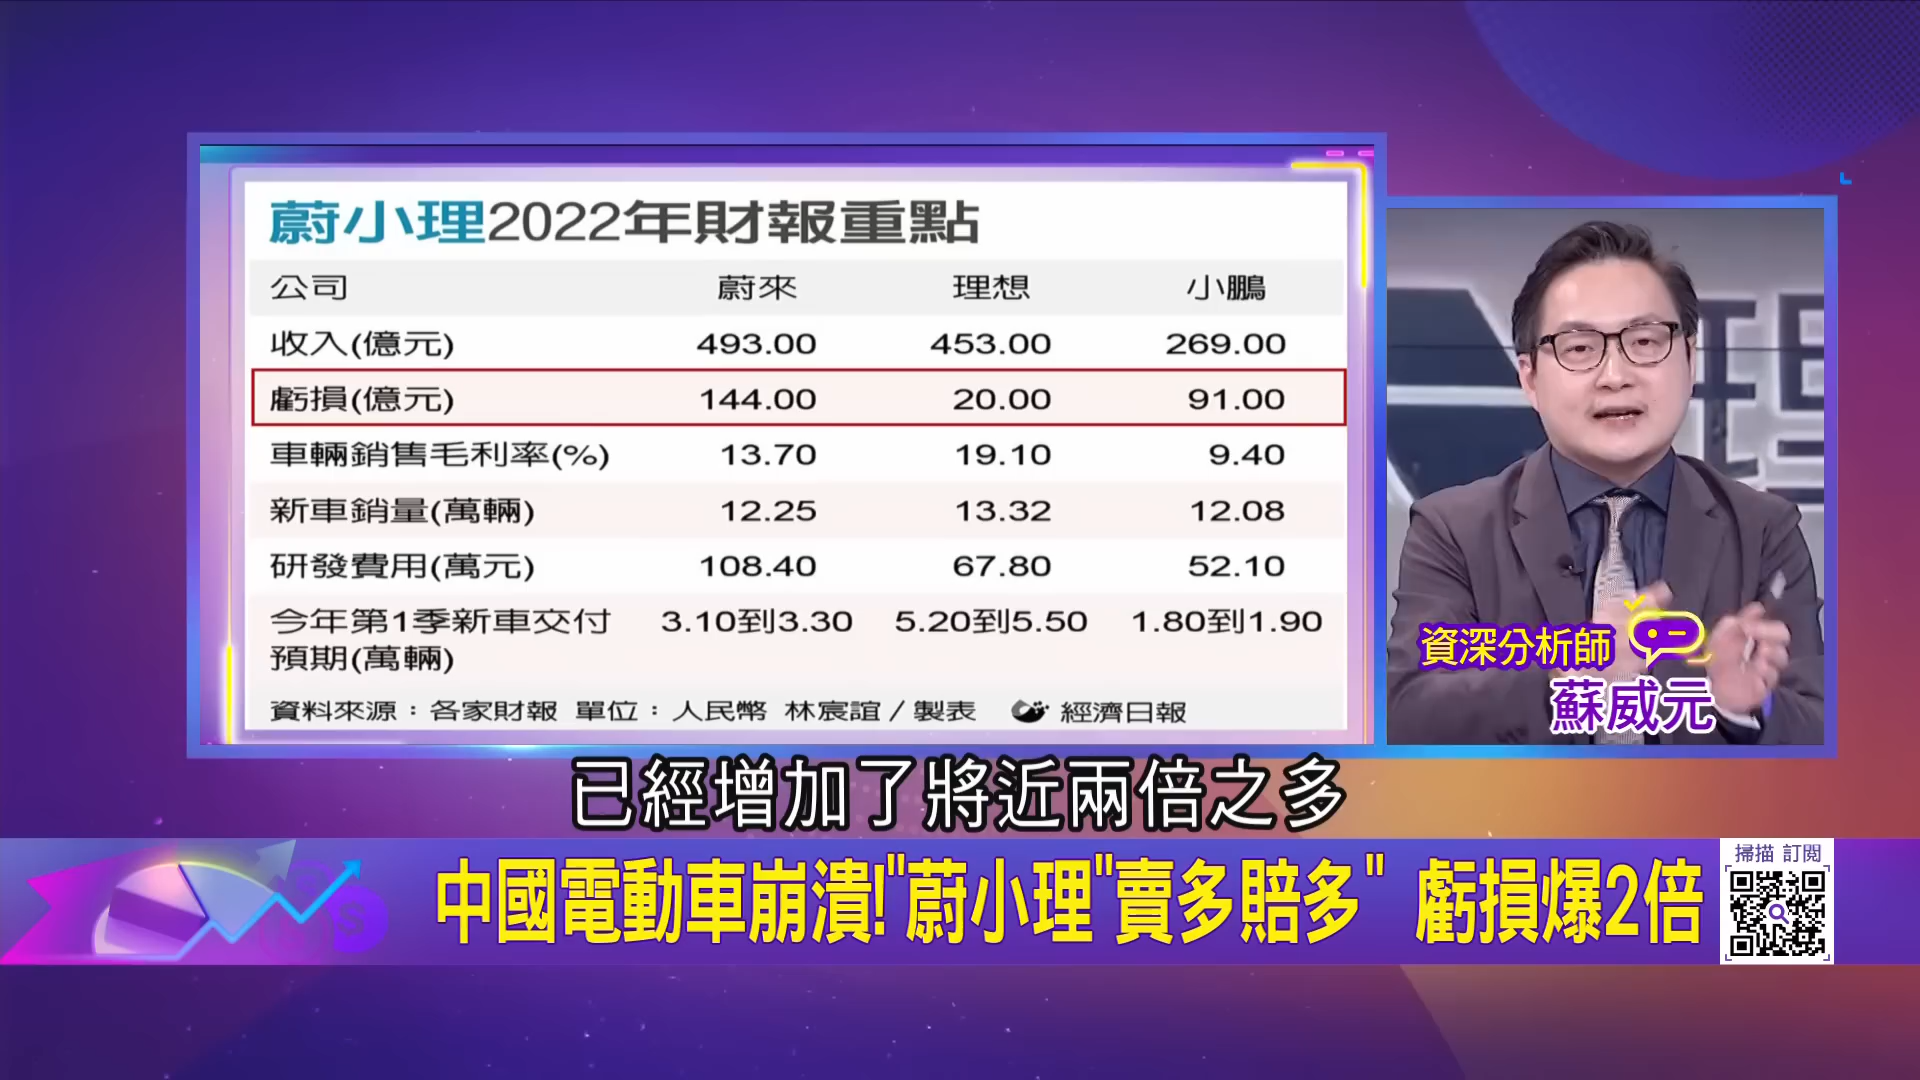 蔚小理2022年財報重點
公司 蔚來 理想 小鵬
收入(億元) 493.00 453.00 269.00
虧損(億元) 144.00 20.00 91.00
車輛銷售毛利率(%) 13.70 19.10 9.40
新車銷量(萬輛) 12.25 13.32 12.08
研發費用(萬元) 108.40 67.80 52.10
今年第1季新車交付 3.10到3.30 5.20到5.50 1.80到1.90
預期(萬輛)
資料來源：各家財報 單位：人民幣 林宸誼／製表 經濟日報
理
資深分析師
蘇威元
已經增加了將近兩倍之多
中國電動車崩潰!"蔚小理"賣多賠多" 虧損爆2倍
掃描 訂閱